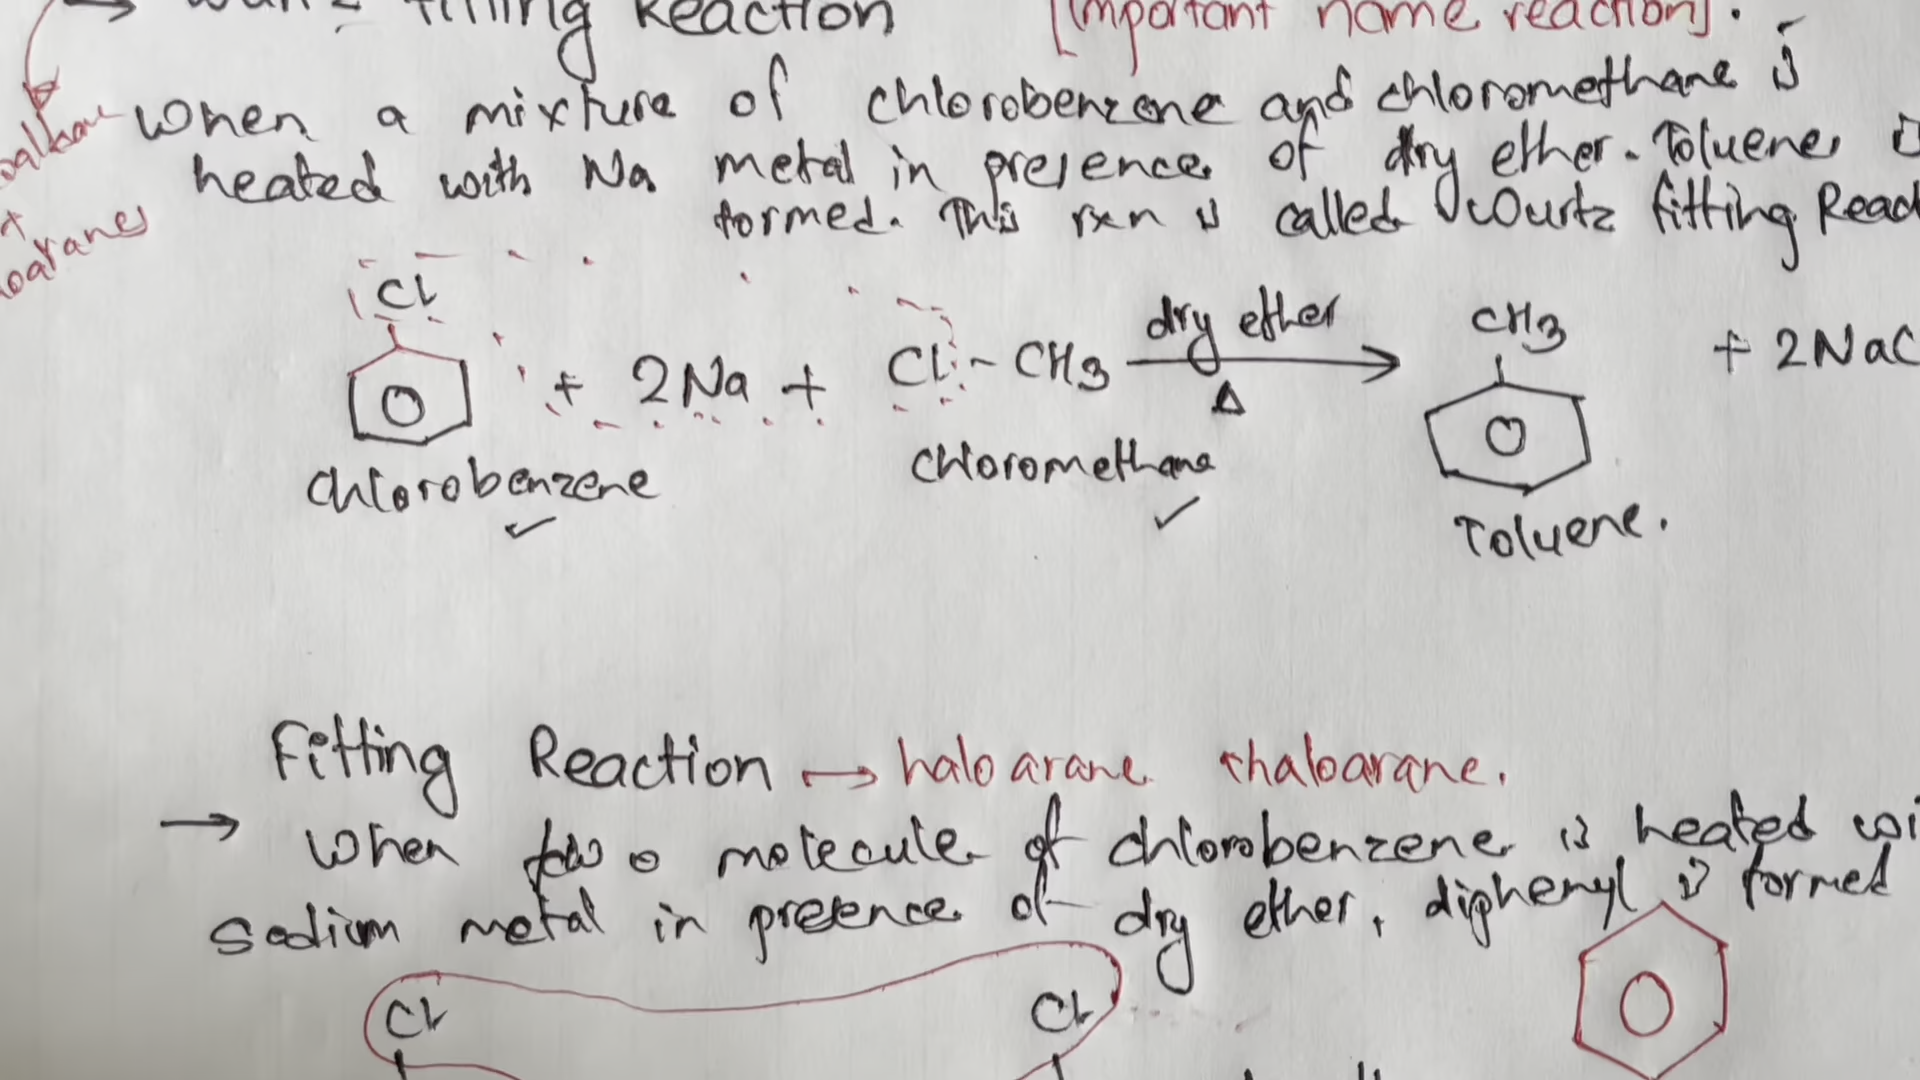 fitting Reaction [Important name reaction].
When a mixture of chlorobenzene and chloromethane is
heated with Na metal in presence of dry ether. Toluene is
formed. This rxn is called Wurtz fitting Reac
Cl
+ 2Na + Cl - CH3 dry ether Δ CH3 + 2NaC
chlorobenzene chloromethane Toluene.
Fitting Reaction → haloarane + haloarane.
→ When two molecule of chlorobenzene is heated wi
sodium metal in presence of dry ether, diphenyl is formed
Cl Cl